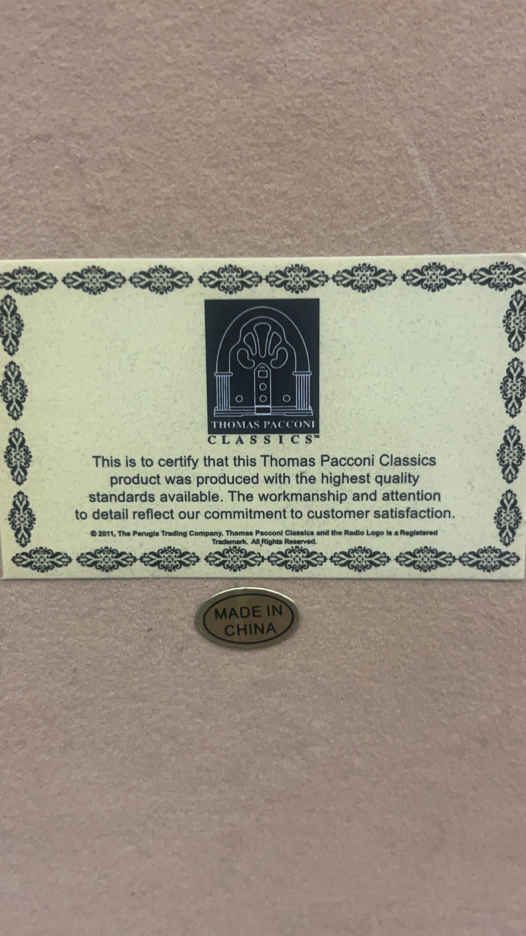 THOMAS PACCONI
CLASSICS™
This is to certify that this Thomas Pacconi Classics
product was produced with the highest quality
standards available. The workmanship and attention
to detail reflect our commitment to customer satisfaction.
© 2011, The Perugia Trading Company, Thomas Pacconi Classics and the Radio Logo is a Registered
Trademark. All Rights Reserved.
MADE IN
CHINA